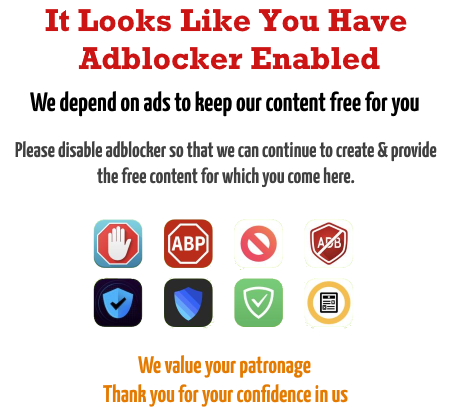 It Looks Like You Have
Adblocker Enabled
We depend on ads to keep our content free for you
Please disable adblocker so that we can continue to create & provide
the free content for which you come here.
ABP
ADB
We value your patronage
Thank you for your confidence in us